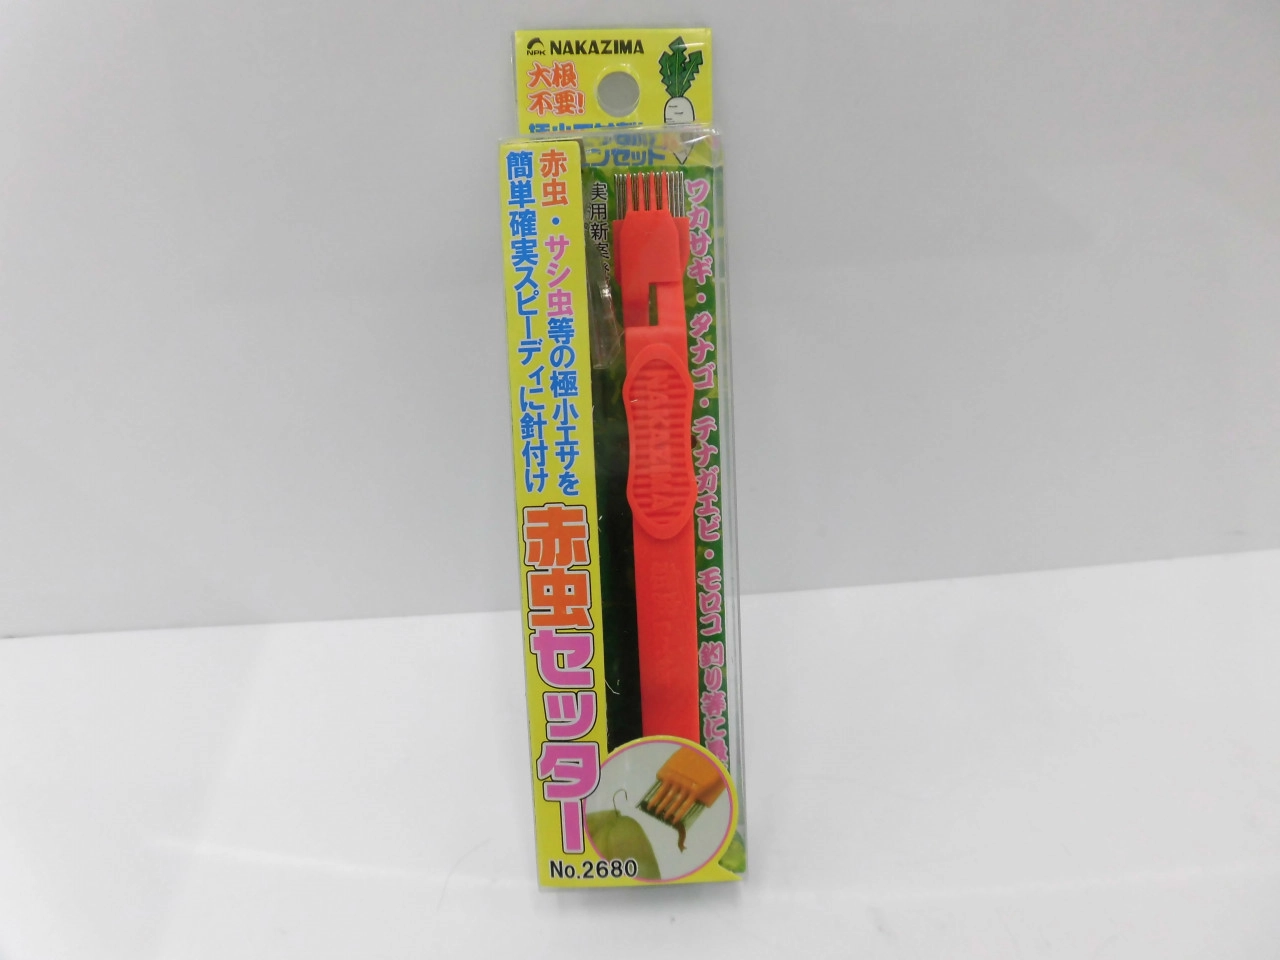 NPK NAKAZIMA
大根
不要!
ンセット
赤虫・サシ虫等の極小エサを
簡単確実スピーディに針付け
実用新
ワカサギ・タナゴ・テナガエビ・モロコ釣り等に
NAKAZIMA
赤虫セッター
No.2680